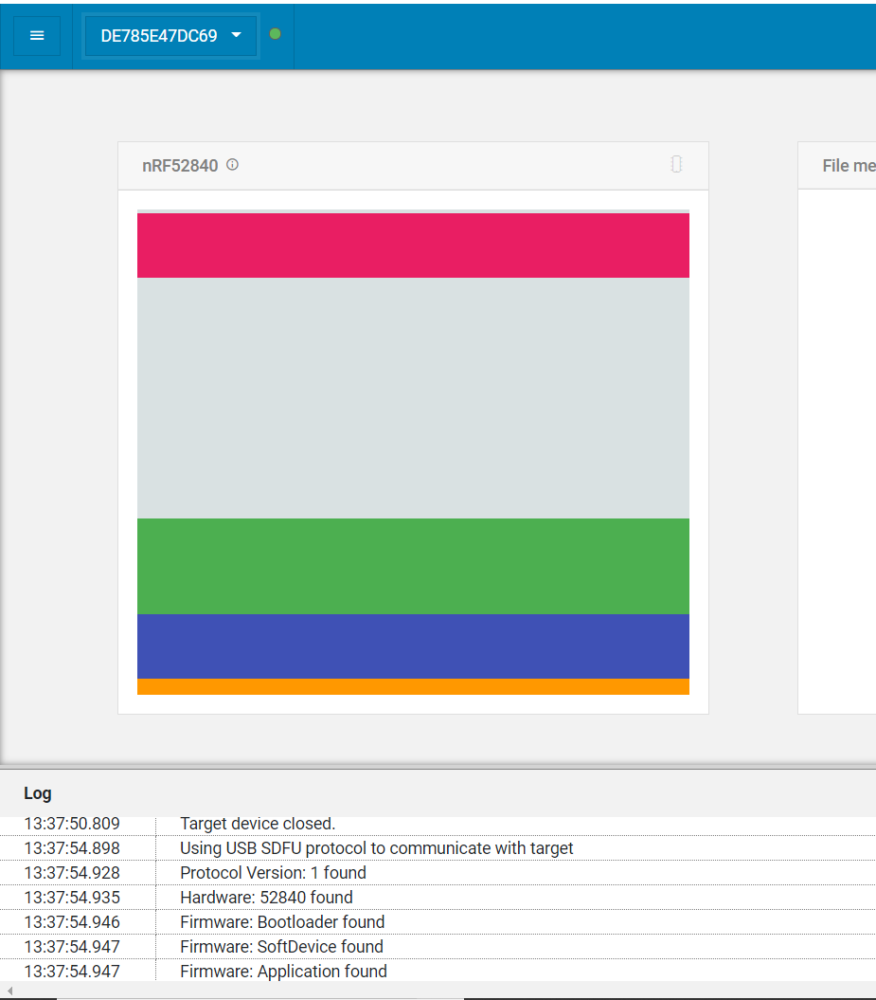 DE785E47DC69
nRF52840
File me
Log
13:37:50.809 Target device closed.
13:37:54.898 Using USB SDFU protocol to communicate with target
13:37:54.928 Protocol Version: 1 found
13:37:54.935 Hardware: 52840 found
13:37:54.946 Firmware: Bootloader found
13:37:54.947 Firmware: SoftDevice found
13:37:54.947 Firmware: Application found